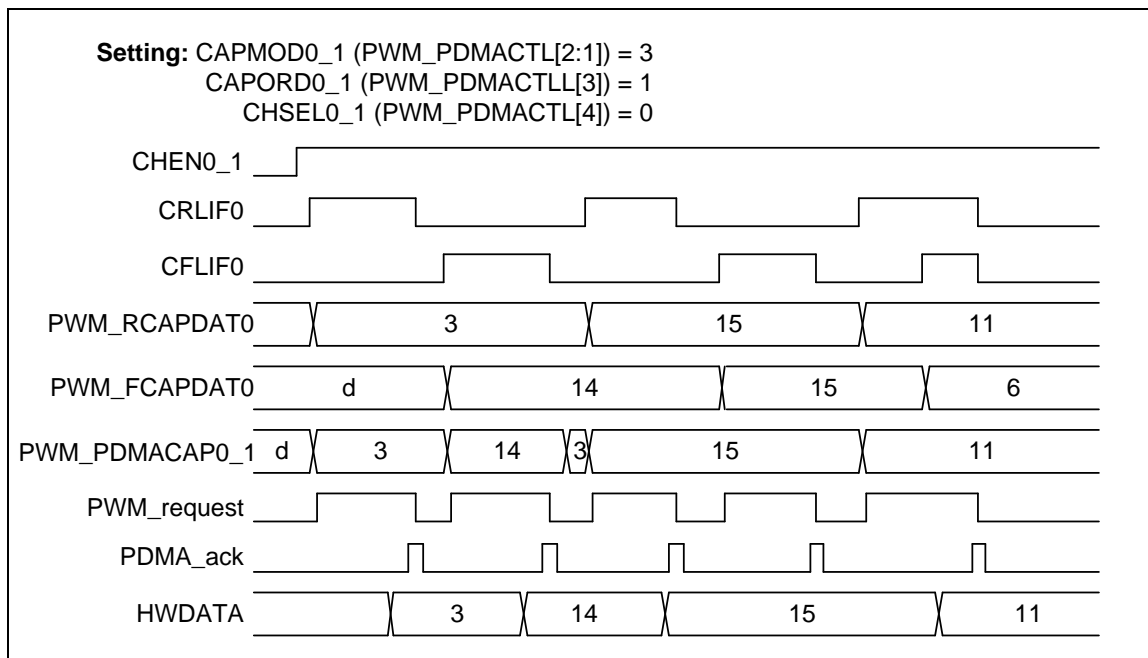 Setting: CAPMOD0_1 (PWM_PDMACTL[2:1]) = 3
CAPORD0_1 (PWM_PDMACTLL[3]) = 1
CHSEL0_1 (PWM_PDMACTL[4]) = 0
CHEN0_1
CRLIF0
CFLIF0
PWM_RCAPDAT0 3 15 11
PWM_FCAPDAT0 d 14 15 6
PWM_PDMACAP0_1 d 3 14 3 15 11
PWM_request
PDMA_ack
HWDATA 3 14 15 11